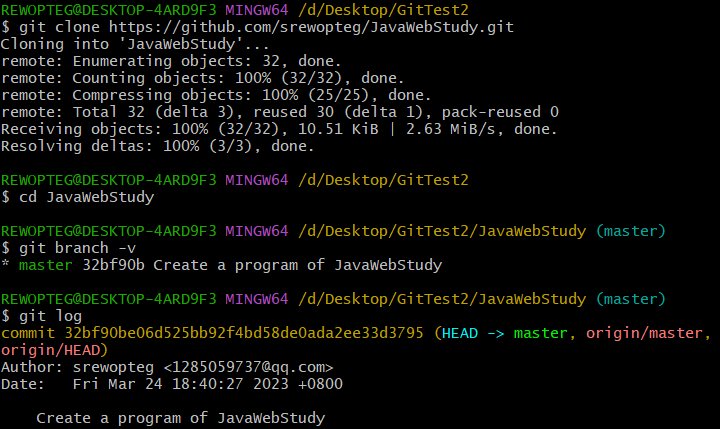 REWOPTEG@DESKTOP-4ARD9F3 MINGW64 /d/Desktop/GitTest2
$ git clone https://github.com/srewopteg/JavaWebStudy.git
Cloning into 'JavaWebStudy'...
remote: Enumerating objects: 32, done.
remote: Counting objects: 100% (32/32), done.
remote: Compressing objects: 100% (25/25), done.
remote: Total 32 (delta 3), reused 30 (delta 1), pack-reused 0
Receiving objects: 100% (32/32), 10.51 KiB | 2.63 MiB/s, done.
Resolving deltas: 100% (3/3), done.
REWOPTEG@DESKTOP-4ARD9F3 MINGW64 /d/Desktop/GitTest2
$ cd JavaWebStudy
REWOPTEG@DESKTOP-4ARD9F3 MINGW64 /d/Desktop/GitTest2/JavaWebStudy (master)
$ git branch -v
* master 32bf90b Create a program of JavaWebStudy
REWOPTEG@DESKTOP-4ARD9F3 MINGW64 /d/Desktop/GitTest2/JavaWebStudy (master)
$ git log
commit 32bf90be06d525bb92f4bd58de0ada2ee33d3795 (HEAD -> master, origin/master,
origin/HEAD)
Author: srewopteg <1285059737@qq.com>
Date:   Fri Mar 24 18:40:27 2023 +0800
    Create a program of JavaWebStudy